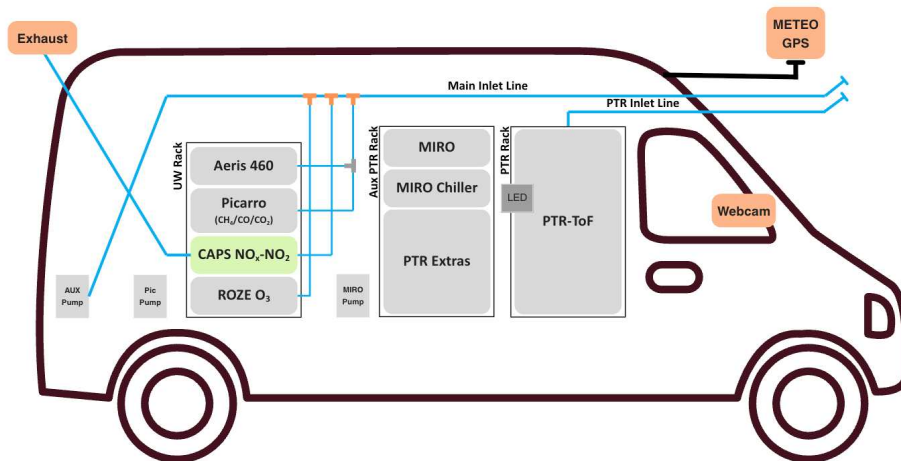 Exhaust
METEO
GPS
Main Inlet Line
PTR Inlet Line
UW Rack
Aeris 460
Picarro
(CH₄/CO/CO₂)
CAPS NOₓ-NO₂
ROZE O₃
AUX
Pump
Pic
Pump
MIRO
Pump
Aux PTR Rack
MIRO
MIRO Chiller
PTR Extras
PTR Rack
LED
PTR-ToF
Webcam